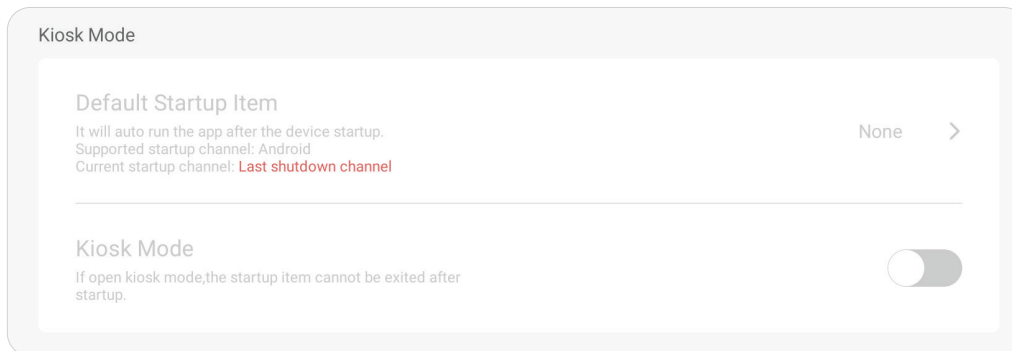 Kiosk Mode
Default Startup Item
It will auto run the app after the device startup.
Supported startup channel: Android
Current startup channel: Last shutdown channel
None
Kiosk Mode
If open kiosk mode,the startup item cannot be exited after
startup.